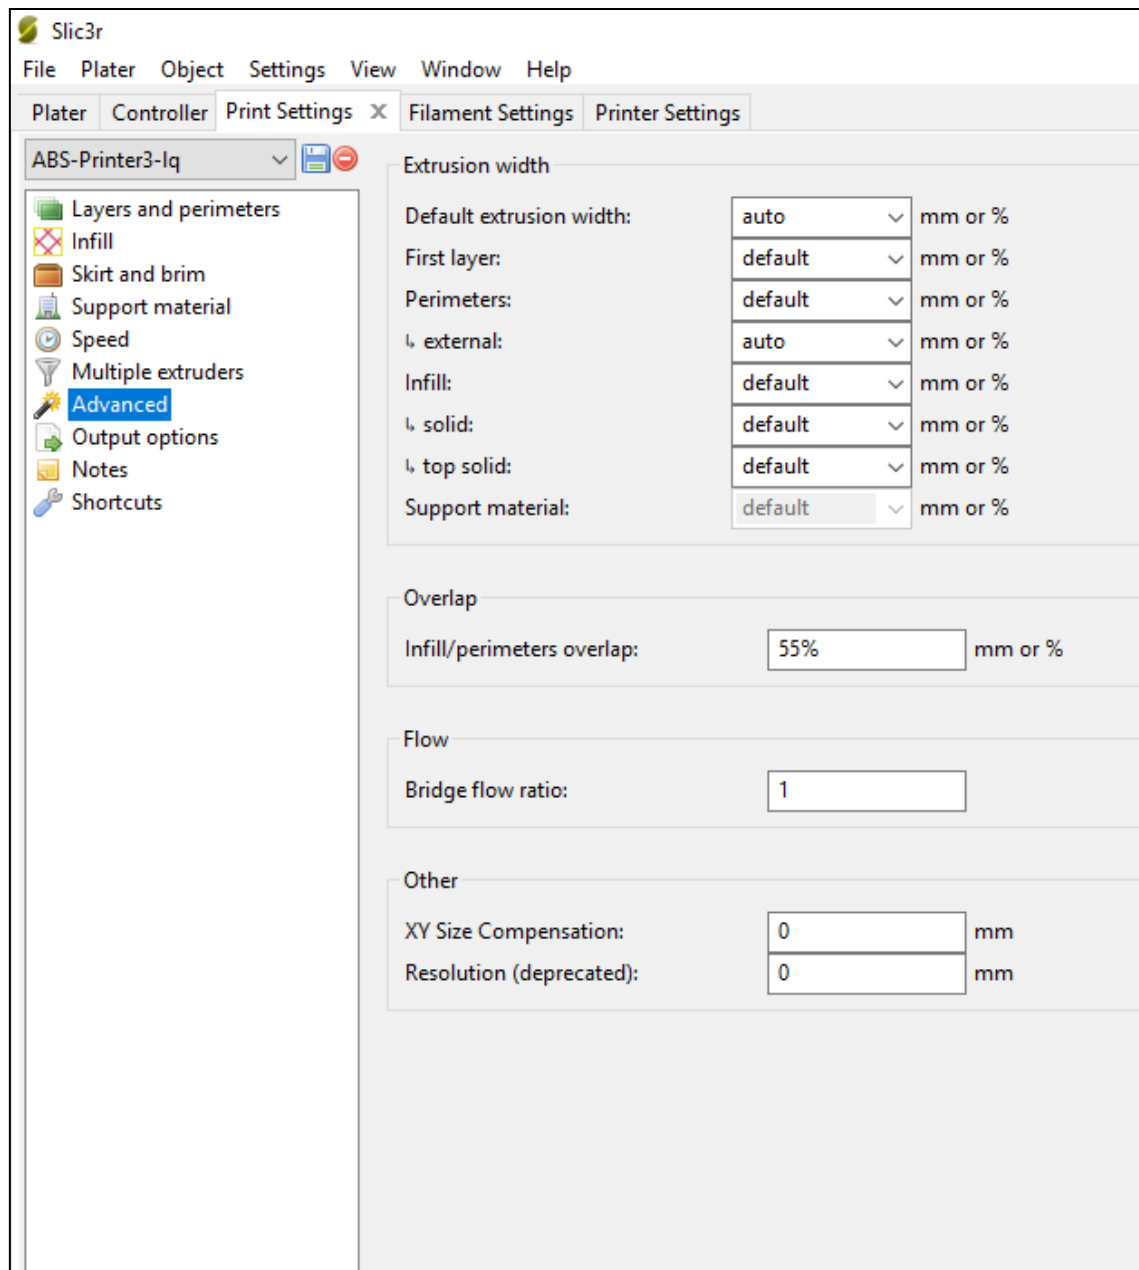 Slic3r
File Plater Object Settings View Window Help
Plater Controller Print Settings X Filament Settings Printer Settings
ABS-Printer3-lq
Layers and perimeters
Infill
Skirt and brim
Support material
Speed
Multiple extruders
Advanced
Output options
Notes
Shortcuts
Extrusion width
Default extrusion width: auto mm or %
First layer: default mm or %
Perimeters: default mm or %
↳ external: auto mm or %
Infill: default mm or %
↳ solid: default mm or %
↳ top solid: default mm or %
Support material: default mm or %
Overlap
Infill/perimeters overlap: 55% mm or %
Flow
Bridge flow ratio: 1
Other
XY Size Compensation: 0 mm
Resolution (deprecated): 0 mm